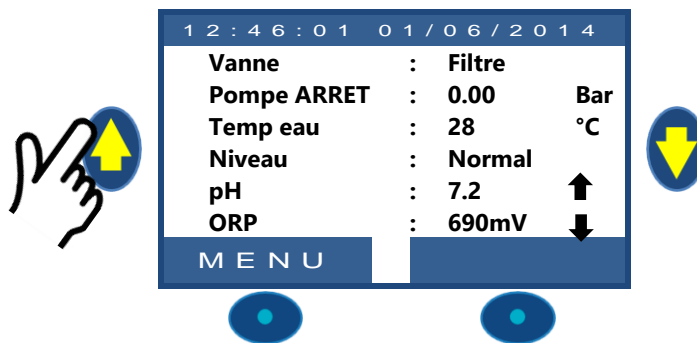 12:46:01 01/06/2014
Vanne : Filtre
Pompe ARRET : 0.00 Bar
Temp eau : 28 °C
Niveau : Normal
pH : 7.2
ORP : 690mV
MENU